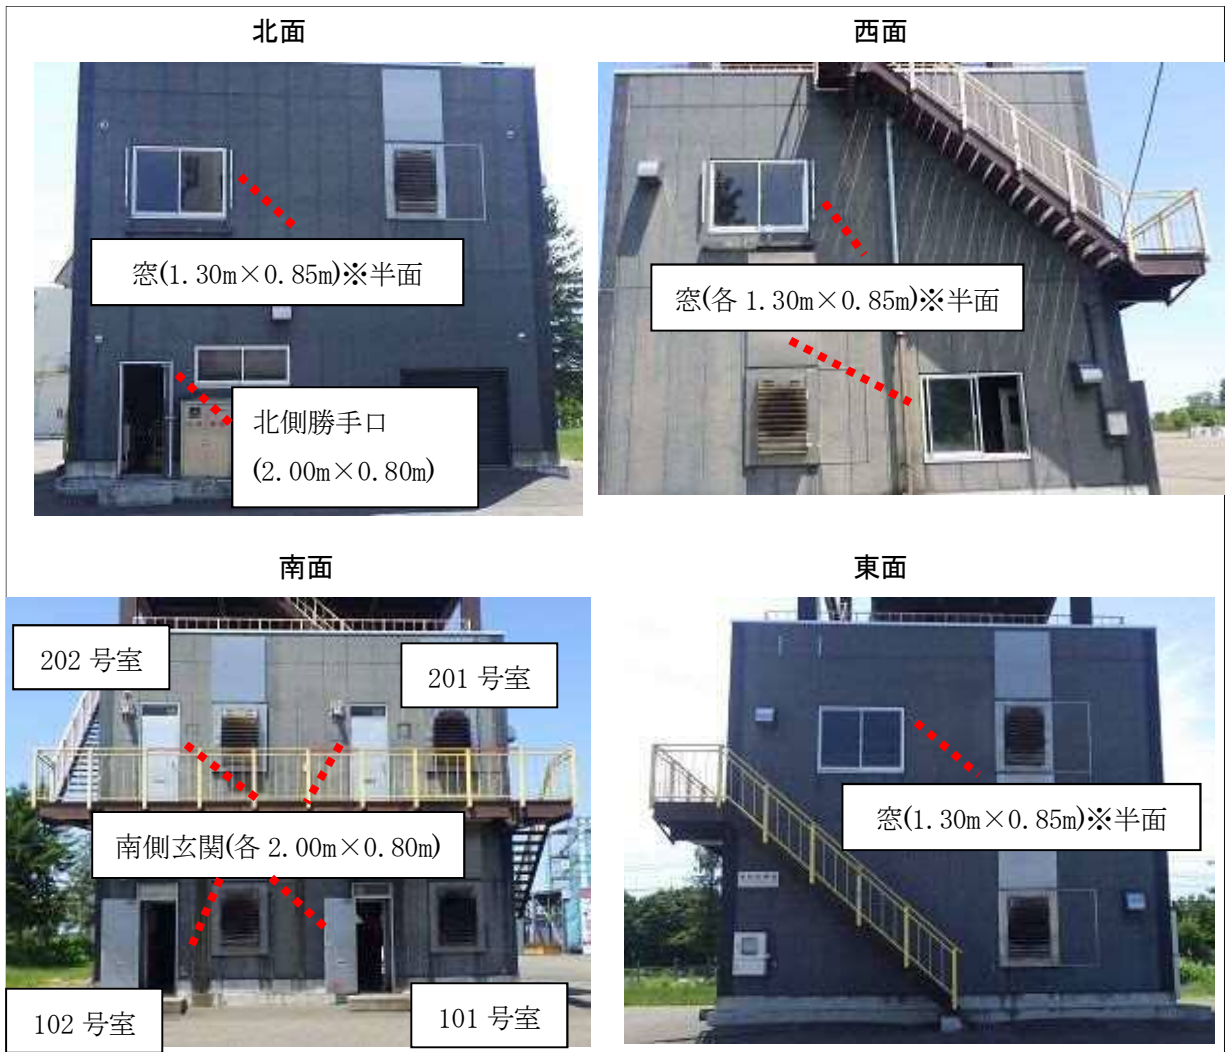 北面
西面
窓(1.30m×0.85m)※半面
窓(各 1.30m×0.85m)※半面
北側勝手口
(2.00m×0.80m)
南面
東面
202 号室
201 号室
窓(1.30m×0.85m)※半面
南側玄関(各 2.00m×0.80m)
102 号室
101 号室